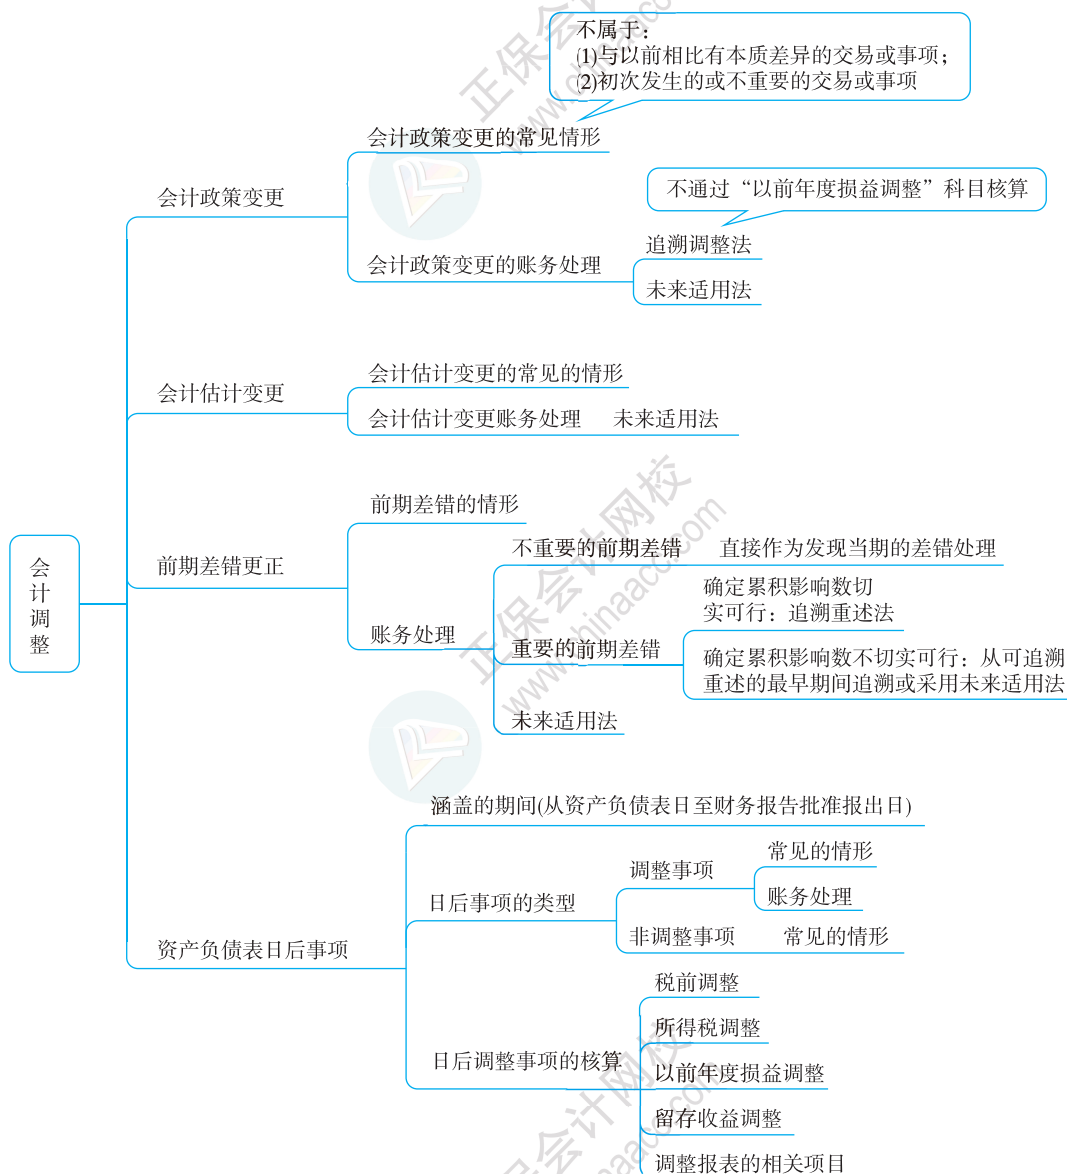 不属于：
(1)与以前相比有本质差异的交易或事项；
(2)初次发生的或不重要的交易或事项
会计政策变更的常见情形
会计政策变更
不通过“以前年度损益调整”科目核算
追溯调整法
会计政策变更的账务处理
未来适用法
会计估计变更的常见的情形
会计估计变更
会计估计变更账务处理 未来适用法
前期差错的情形
不重要的前期差错 直接作为发现当期的差错处理
会计调整
前期差错更正
确定累积影响数切
实可行：追溯重述法
账务处理
重要的前期差错
确定累积影响数不切实可行：从可追溯
重述的最早期间追溯或采用未来适用法
未来适用法
涵盖的期间(从资产负债表日至财务报告批准报出日)
常见的情形
调整事项
账务处理
日后事项的类型
非调整事项 常见的情形
资产负债表日后事项
税前调整
所得税调整
日后调整事项的核算
以前年度损益调整
留存收益调整
调整报表的相关项目
正保会计网校
www.chinaacc.com